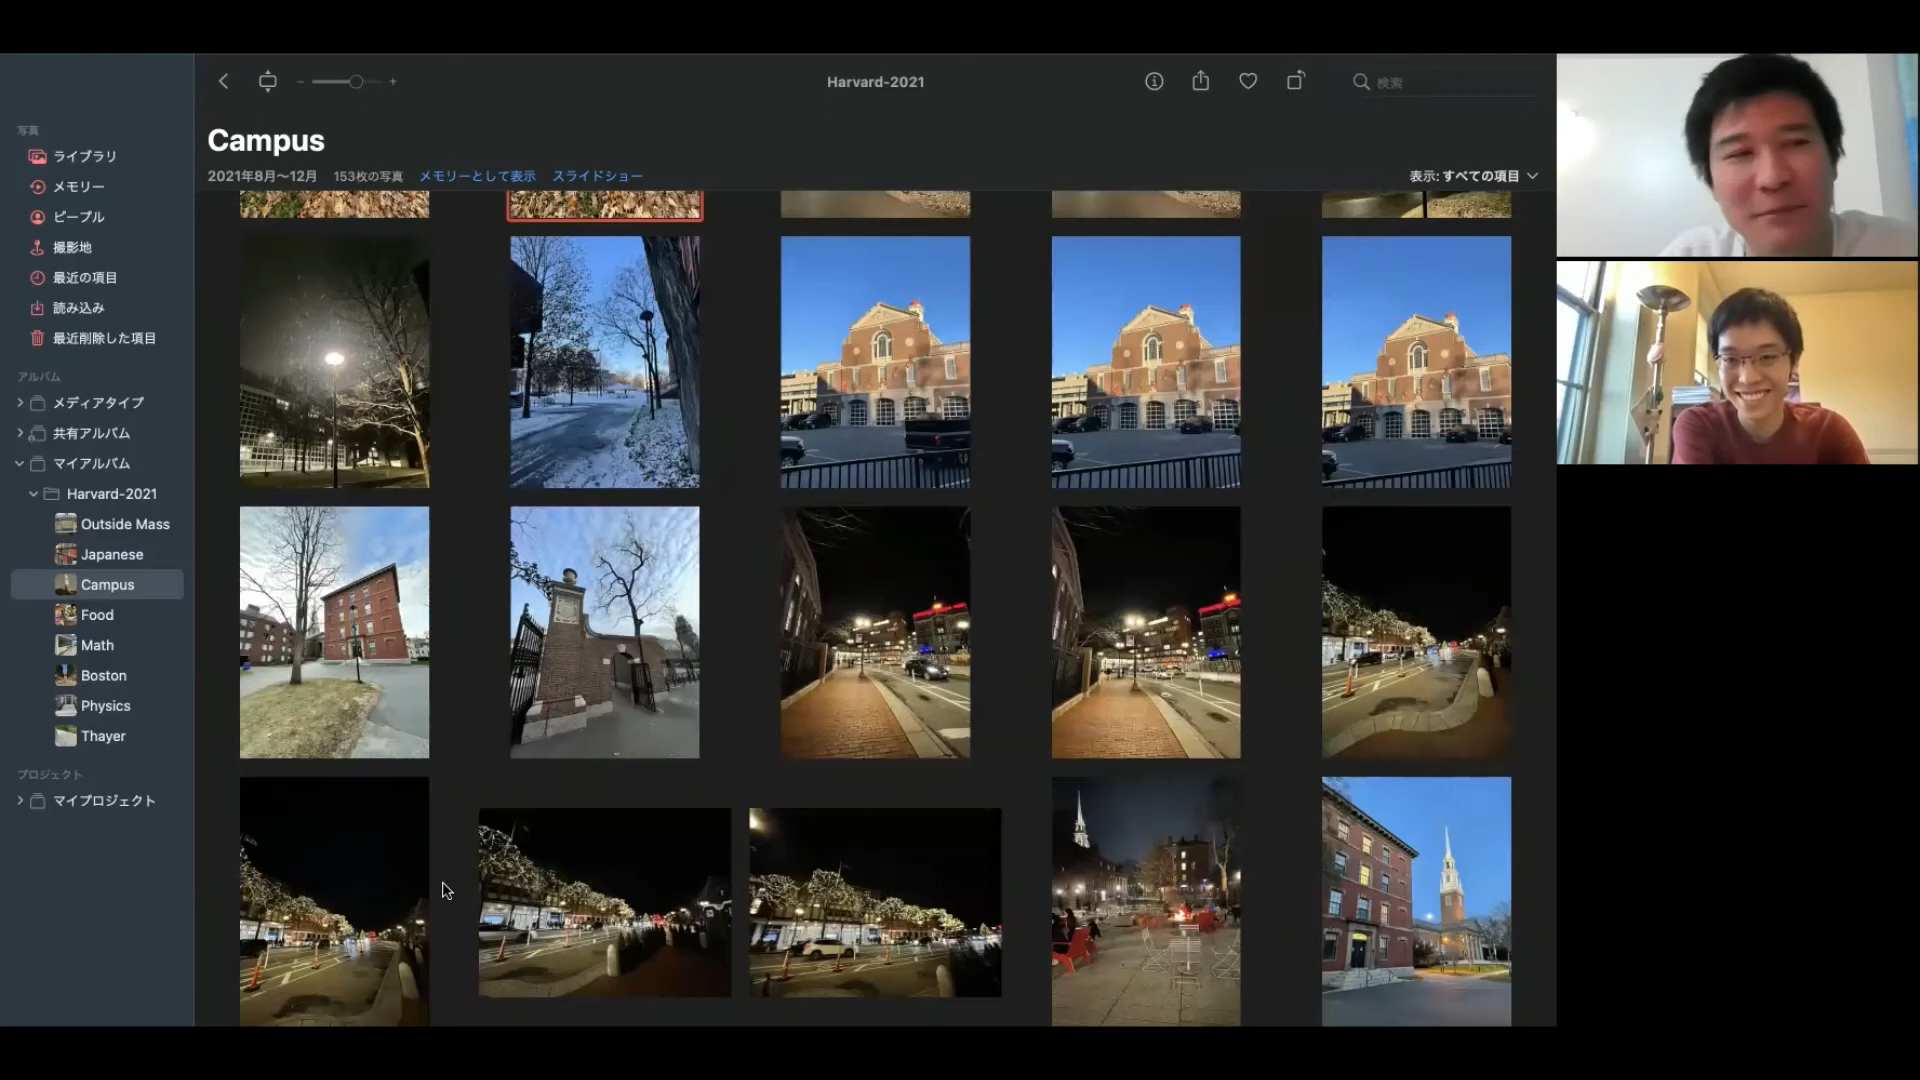 Harvard-2021
検索
Campus
2021年8月〜12月 153枚の写真 メモリーとして表示 スライドショー
表示: すべての項目
写真
ライブラリ
メモリー
ピープル
撮影地
最近の項目
読み込み
最近削除した項目
アルバム
メディアタイプ
共有アルバム
マイアルバム
Harvard-2021
Outside Mass
Japanese
Campus
Food
Math
Boston
Physics
Thayer
プロジェクト
マイプロジェクト